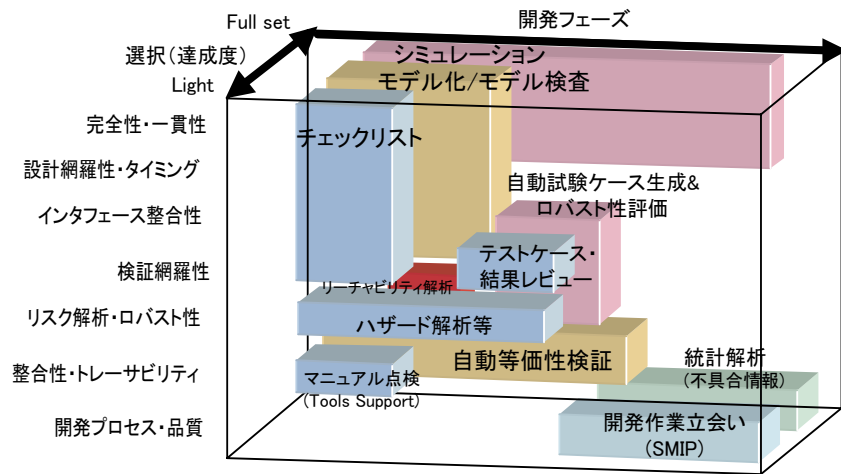 Full set
開発フェーズ
選択(達成度)
Light
シミュレーション
モデル化/モデル検査
チェックリスト
完全性・一貫性
設計網羅性・タイミング
自動試験ケース生成&
ロバスト性評価
インタフェース整合性
テストケース・
結果レビュー
検証網羅性
リーチャビリティ解析
リスク解析・ロバスト性
ハザード解析等
自動等価性検証
統計解析
(不具合情報)
整合性・トレーサビリティ
マニュアル点検
(Tools Support)
開発作業立会い
(SMIP)
開発プロセス・品質